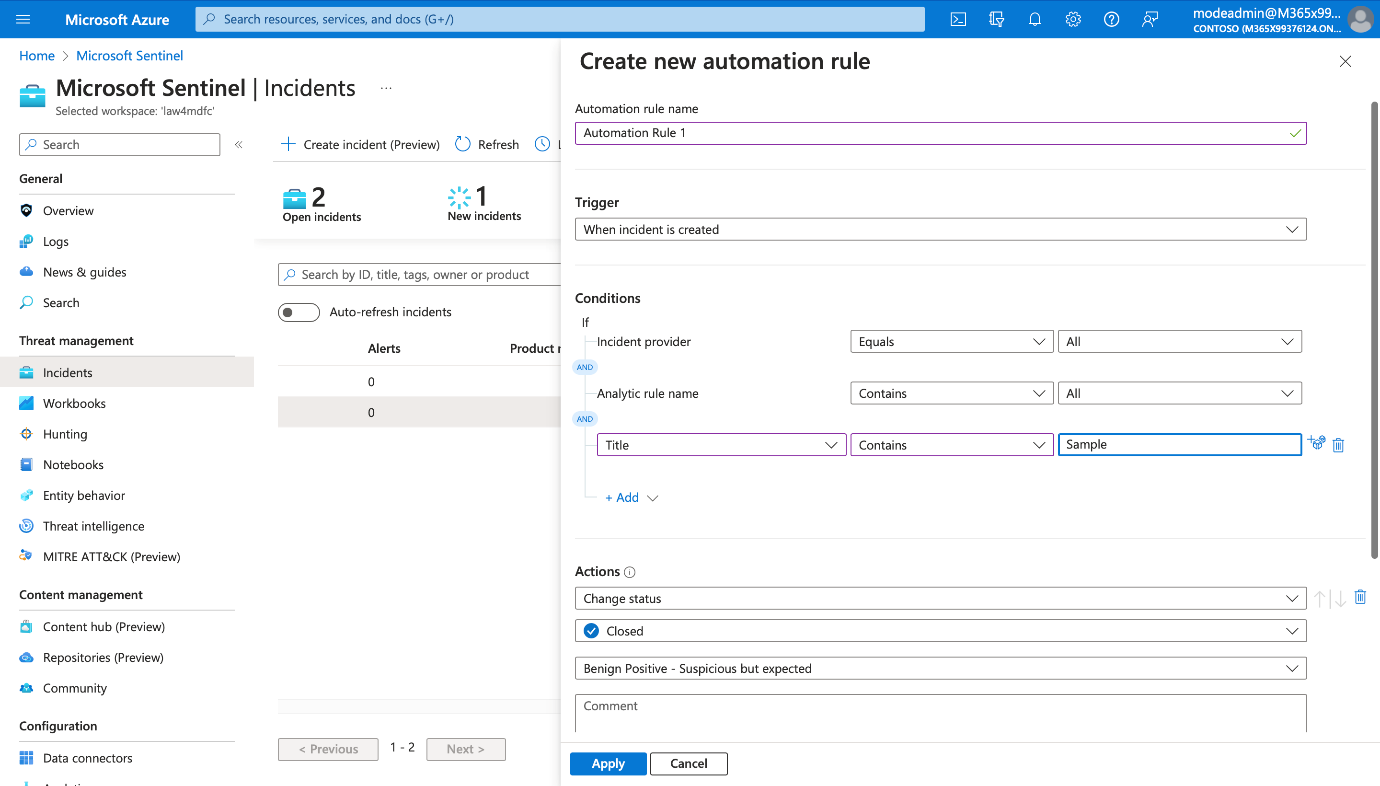 Microsoft Azure
Search resources, services, and docs (G+/)
modeadmin@M365x99...
CONTOSO (M365X99376124.ON...
Home > Microsoft Sentinel
Microsoft Sentinel | Incidents ...
Selected workspace: 'law4mdfc'
Search «
General
Overview
Logs
News & guides
Search
Threat management
Incidents
Workbooks
Hunting
Notebooks
Entity behavior
Threat intelligence
MITRE ATT&CK (Preview)
Content management
Content hub (Preview)
Repositories (Preview)
Community
Configuration
Data connectors
+ Create incident (Preview) Refresh
2
Open incidents
1
New incidents
Search by ID, title, tags, owner or product
Auto-refresh incidents
Alerts Product
0
0
< Previous 1 - 2 Next >
Create new automation rule
Automation rule name
Automation Rule 1
Trigger
When incident is created
Conditions
If
Incident provider Equals All
AND
Analytic rule name Contains All
AND
Title Contains Sample
+ Add
Actions
Change status
Closed
Benign Positive - Suspicious but expected
Comment
Apply Cancel